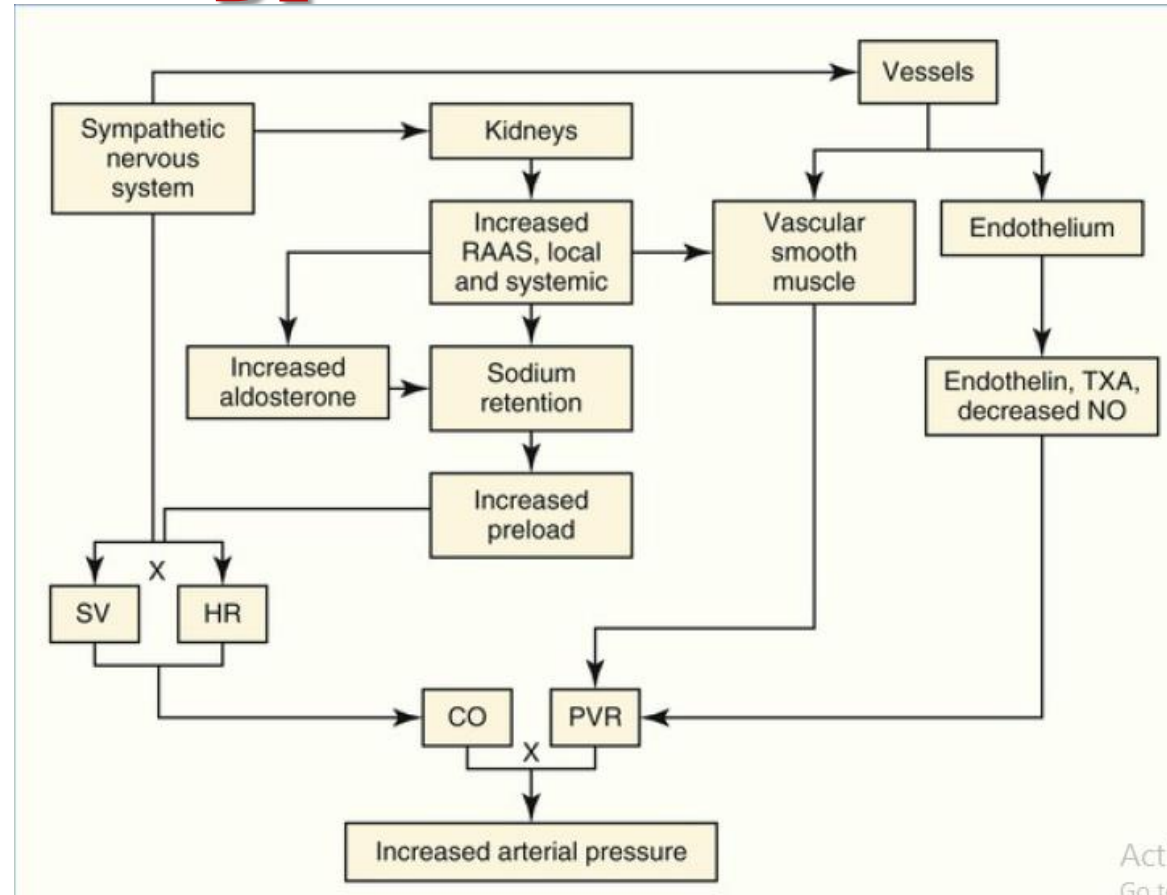 Vessels
Sympathetic
nervous
system
Kidneys
Increased
RAAS, local
and systemic
Vascular
smooth
muscle
Endothelium
Increased
aldosterone
Sodium
retention
Endothelin, TXA,
decreased NO
Increased
preload
X
SV
HR
CO
PVR
X
Increased arterial pressure
Act
Go t